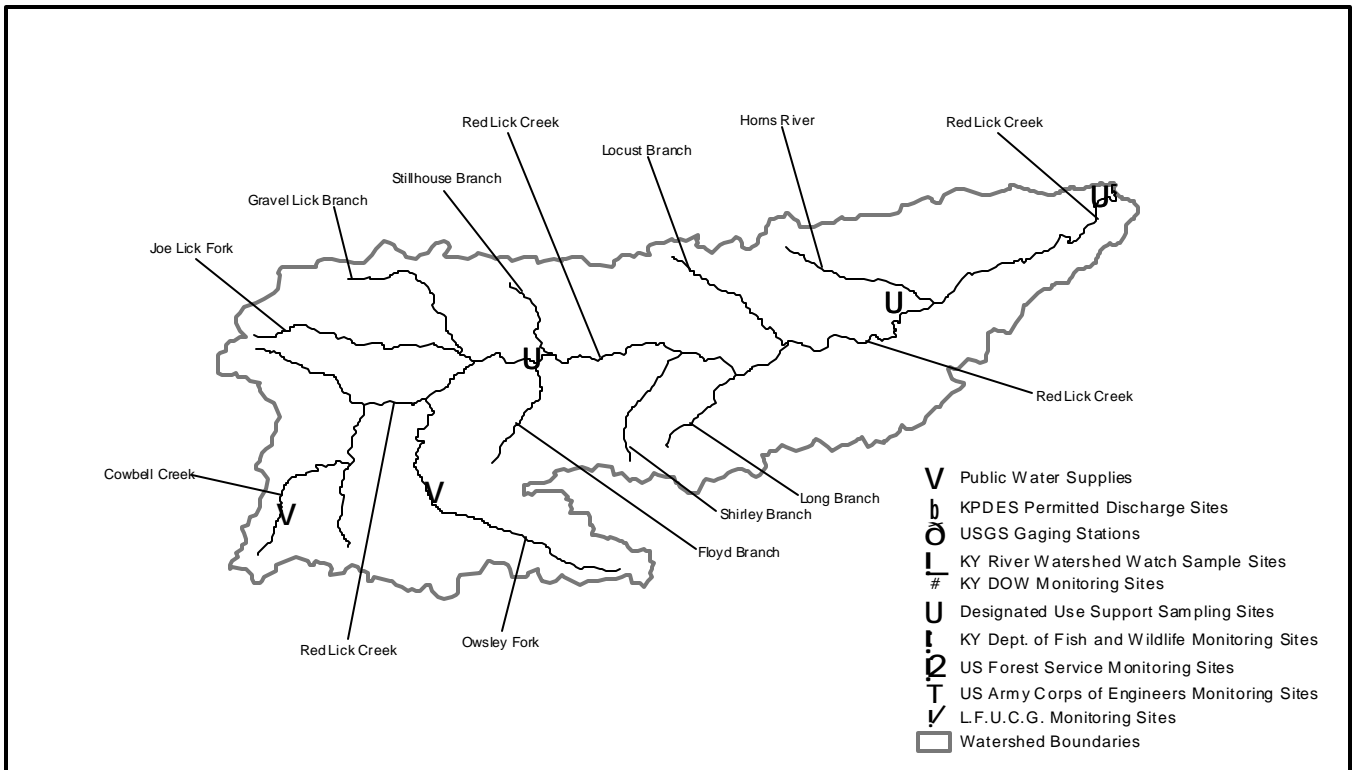 Red Lick Creek
Horns River
Red Lick Creek
Locust Branch
Stillhouse Branch
Gravel Lick Branch
Joe Lick Fork
U
U
U
Red Lick Creek
Cowbell Creek
V
V
Long Branch
Shirley Branch
Floyd Branch
Owsley Fork
Red Lick Creek
V Public Water Supplies
b KPDES Permitted Discharge Sites
ð USGS Gaging Stations
! KY River Watershed Watch Sample Sites
# KY DOW Monitoring Sites
U Designated Use Support Sampling Sites
KY Dept. of Fish and Wildlife Monitoring Sites
2 US Forest Service Monitoring Sites
T US Army Corps of Engineers Monitoring Sites
L.F.U.C.G. Monitoring Sites
Watershed Boundaries